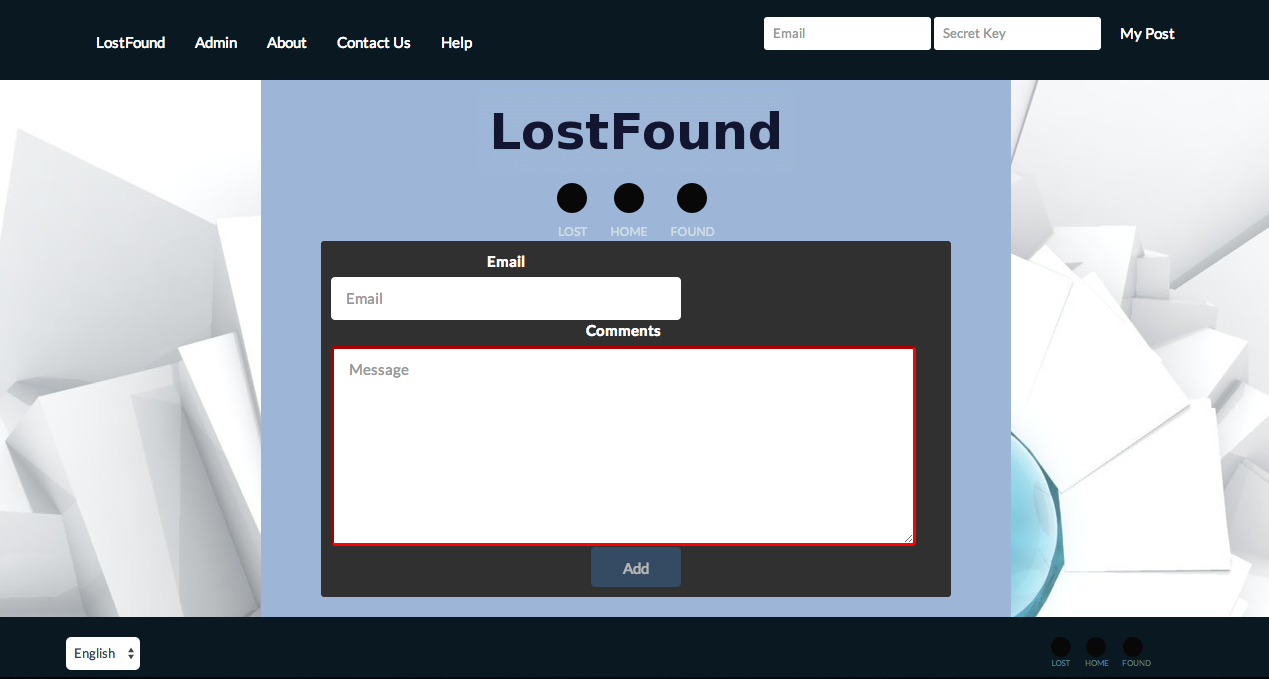 LostFound Admin About Contact Us Help Email Secret Key My Post
LostFound
LOST HOME FOUND
Email
Email
Comments
Message
Add
English
LOST HOME FOUND